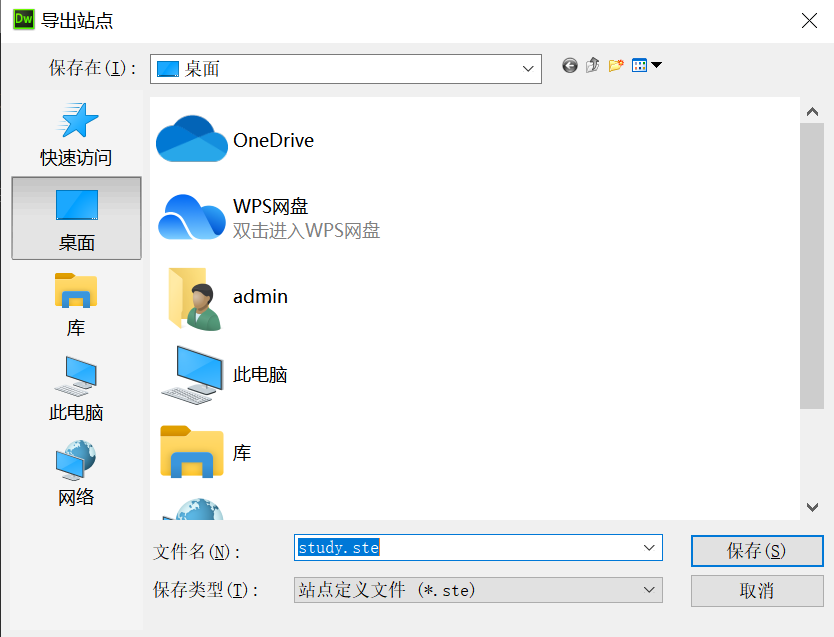 Dw 导出站点
保存在(I): 桌面
快速访问
桌面
库
此电脑
网络
OneDrive
WPS网盘
双击进入WPS网盘
admin
此电脑
库
文件名(N): study.ste
保存类型(T): 站点定义文件 (*.ste)
保存(S)
取消